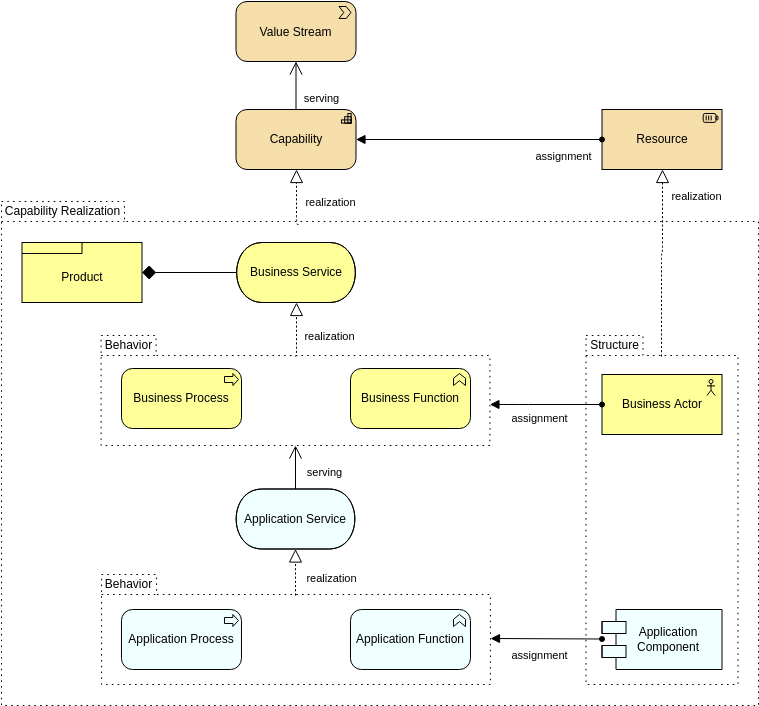 Value Stream
serving
Capability
Resource
assignment
realization
realization
Capability Realization
Product
Business Service
realization
Behavior
Structure
Business Process
Business Function
Business Actor
assignment
serving
Application Service
realization
Behavior
Application Process
Application Function
Application
Component
assignment